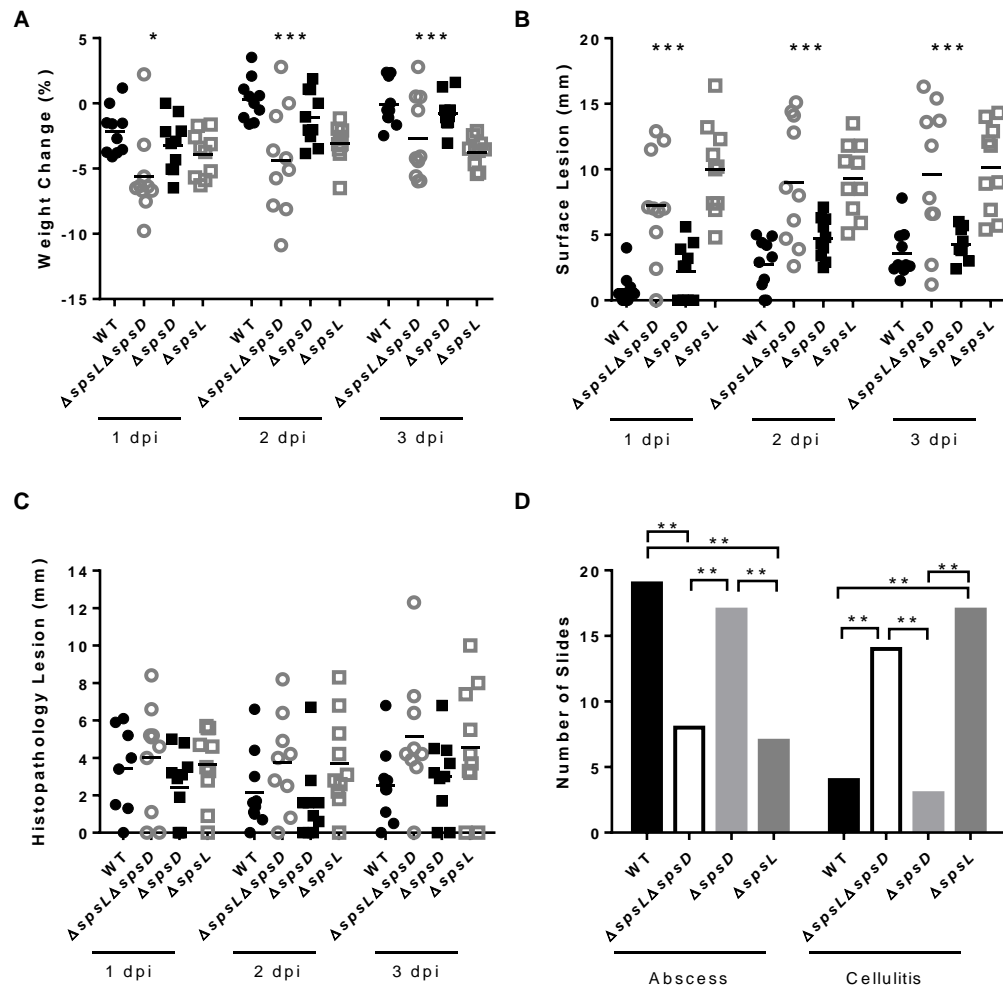 A
Weight Change (%)
5
0
-5
-10
-15
*
***
***
WT
ΔspsLΔspsD
ΔspsD
ΔspsL
WT
ΔspsLΔspsD
ΔspsD
ΔspsL
WT
ΔspsLΔspsD
ΔspsD
ΔspsL
1 dpi
2 dpi
3 dpi
B
Surface Lesion (mm)
20
15
10
5
0
***
***
***
WT
ΔspsLΔspsD
ΔspsD
ΔspsL
WT
ΔspsLΔspsD
ΔspsD
ΔspsL
WT
ΔspsLΔspsD
ΔspsD
ΔspsL
1 dpi
2 dpi
3 dpi
C
Histopathology Lesion (mm)
14
12
10
8
6
4
2
0
WT
ΔspsLΔspsD
ΔspsD
ΔspsL
WT
ΔspsLΔspsD
ΔspsD
ΔspsL
WT
ΔspsLΔspsD
ΔspsD
ΔspsL
1 dpi
2 dpi
3 dpi
D
Number of Slides
20
15
10
5
0
**
**
**
**
**
**
**
**
WT
ΔspsLΔspsD
ΔspsD
ΔspsL
WT
ΔspsLΔspsD
ΔspsD
ΔspsL
Abscess
Cellulitis